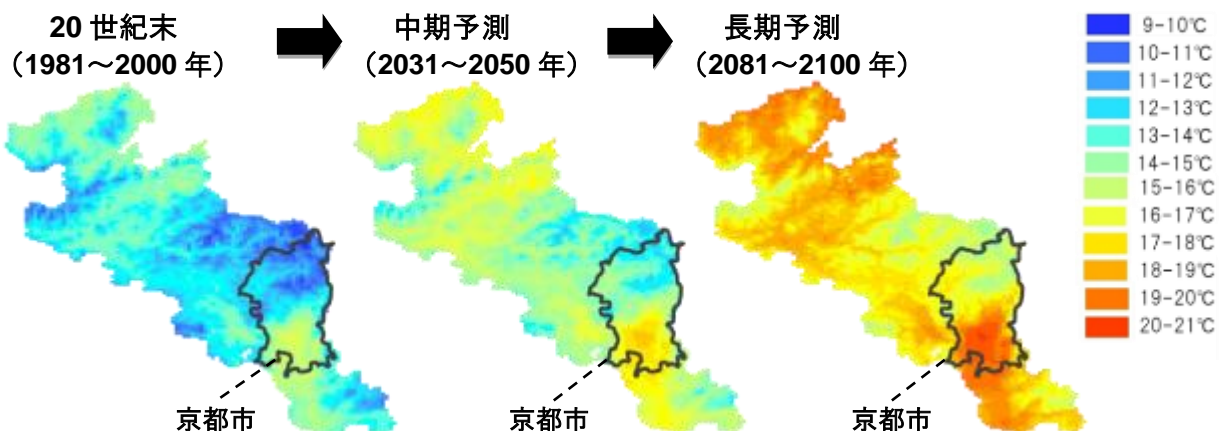 20 世紀末
（1981～2000 年）
中期予測
（2031～2050 年）
長期予測
（2081～2100 年）
9-10℃
10-11℃
11-12℃
12-13℃
13-14℃
14-15℃
15-16℃
16-17℃
17-18℃
18-19℃
19-20℃
20-21℃
京都市
京都市
京都市